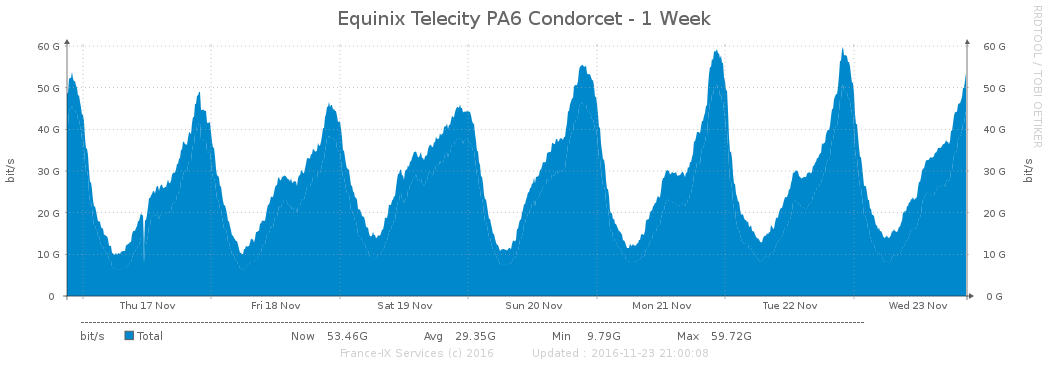 Equinix Telecity PA6 Condorcet - 1 Week
RRDTOOL / TOBI OETIKER
bit/s
60 G 60 G
50 G 50 G
40 G 40 G
30 G 30 G
20 G 20 G
10 G 10 G
0 0 G
bit/s
Thu 17 Nov Fri 18 Nov Sat 19 Nov Sun 20 Nov Mon 21 Nov Tue 22 Nov Wed 23 Nov
bit/s Total Now 53.46G Avg 29.35G Min 9.79G Max 59.72G
France-IX Services (c) 2016 Updated : 2016-11-23 21:00:08